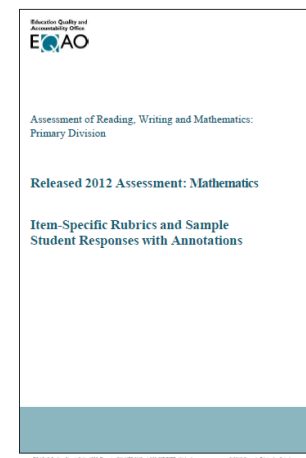 Education Quality and
Accountability Office
EQAO
Assessment of Reading, Writing and Mathematics:
Primary Division
Released 2012 Assessment: Mathematics
Item-Specific Rubrics and Sample
Student Responses with Annotations